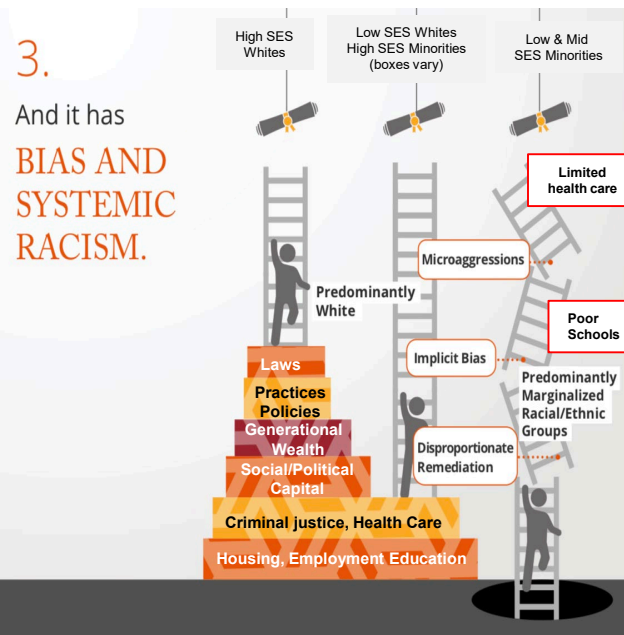 3.
And it has
BIAS AND
SYSTEMIC
RACISM.
High SES
Whites
Low SES Whites
High SES Minorities
(boxes vary)
Low & Mid
SES Minorities
Limited
health care
Microaggressions
Predominantly
White
Poor
Schools
Implicit Bias
Predominantly
Marginalized
Racial/Ethnic
Groups
Disproportionate
Remediation
Laws
Practices
Policies
Generational
Wealth
Social/Political
Capital
Criminal justice, Health Care
Housing, Employment Education